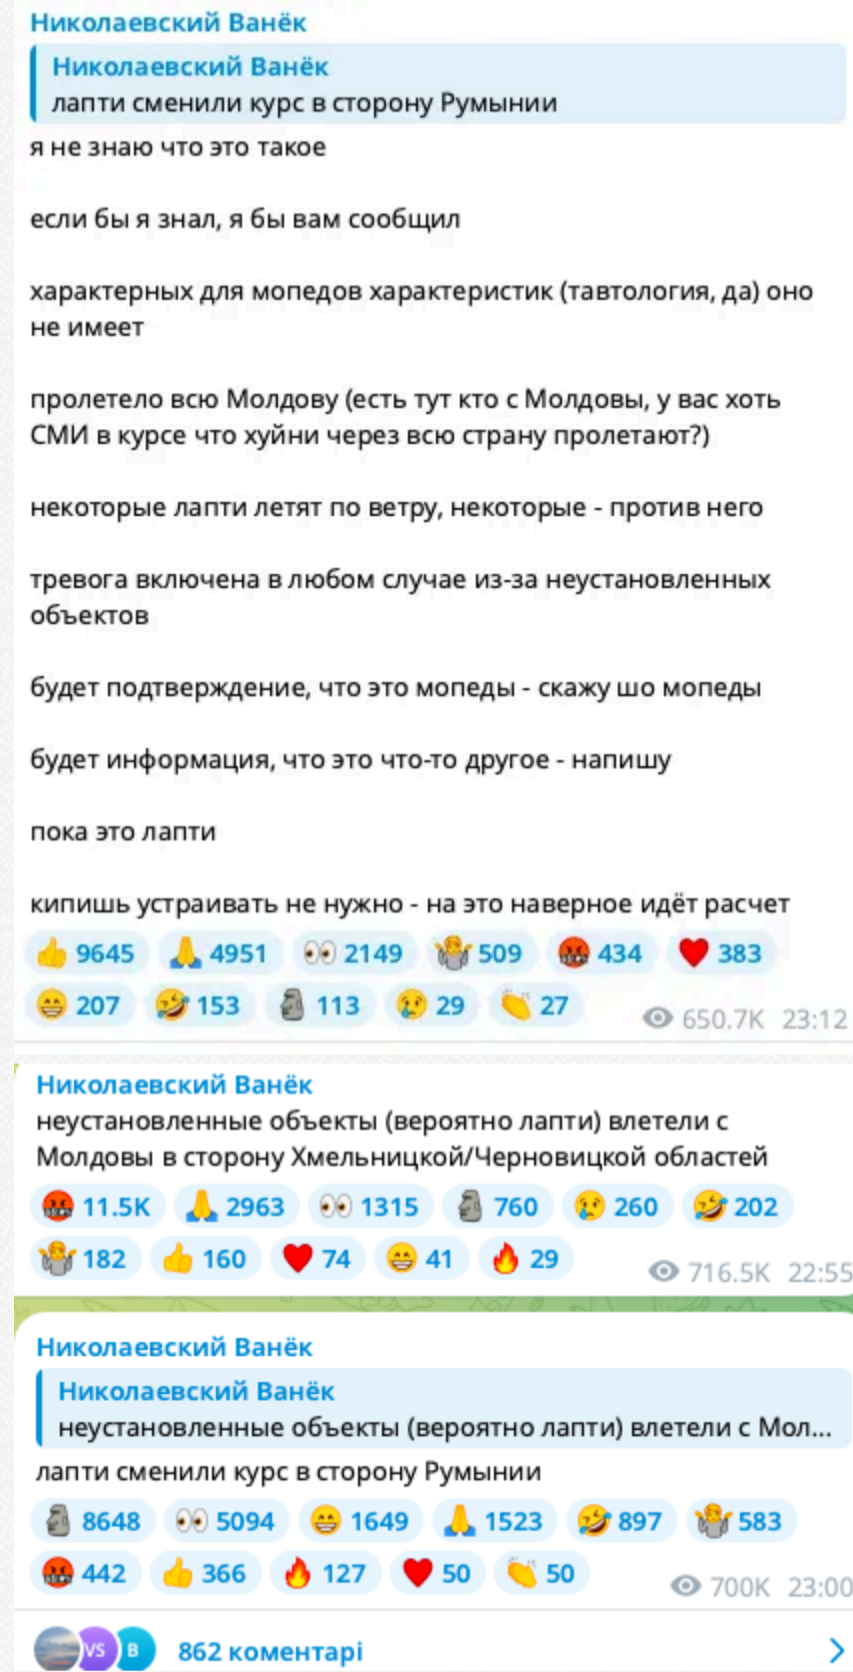 Николаевский Ванёк
Николаевский Ванёк
лапти сменили курс в сторону Румынии
я не знаю что это такое
если бы я знал, я бы вам сообщил
характерных для мопедов характеристик (тавтология, да) оно
не имеет
пролетело всю Молдову (есть тут кто с Молдовы, у вас хоть
СМИ в курсе что хуйни через всю страну пролетают?)
некоторые лапти летят по ветру, некоторые - против него
тревога включена в любом случае из-за неустановленных
объектов
будет подтверждение, что это мопеды - скажу шо мопеды
будет информация, что это что-то другое - напишу
пока это лапти
кипишь устраивать не нужно - на это наверное идёт расчет
👍 9645 🙏 4951 👀 2149 🤷 509 🤬 434 ❤ 383
😁 207 🤣 153 🗿 113 😢 29 👏 27
650.7K 23:12
Николаевский Ванёк
неустановленные объекты (вероятно лапти) влетели с
Молдовы в сторону Хмельницкой/Черновицкой областей
🤬 11.5K 🙏 2963 👀 1315 🗿 760 😢 260 🤣 202
🤷 182 👍 160 ❤ 74 😁 41 🔥 29
716.5K 22:55
Николаевский Ванёк
Николаевский Ванёк
неустановленные объекты (вероятно лапти) влетели с Мол...
лапти сменили курс в сторону Румынии
🗿 8648 👀 5094 😁 1649 🙏 1523 🤣 897 🤷 583
🤬 442 👍 366 🔥 127 ❤ 50 👏 50
700K 23:00
VS B 862 коментарі